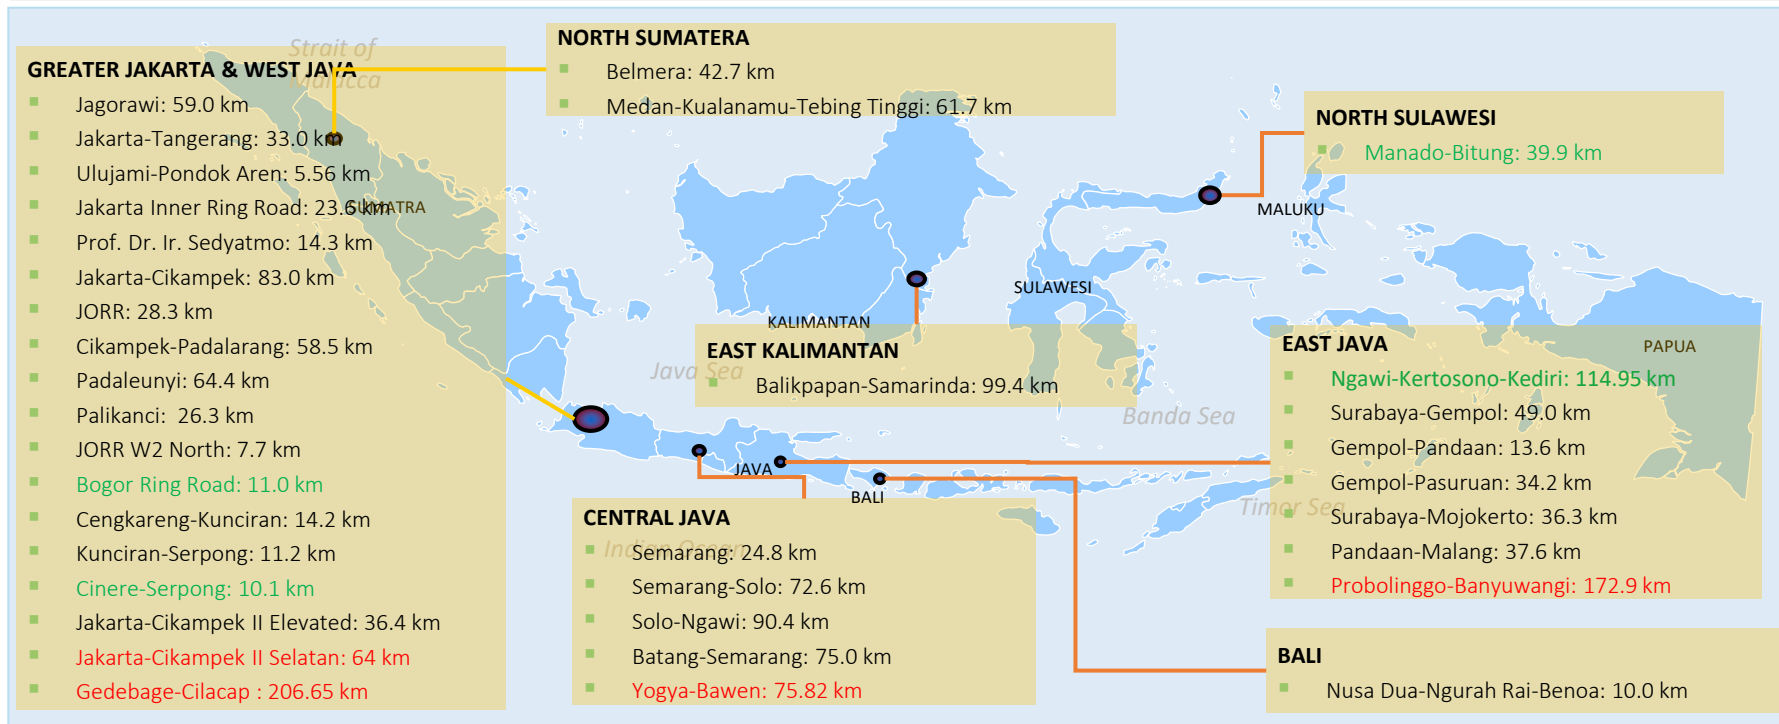 Strait of
Malacca
GREATER JAKARTA & WEST JAVA
Jagorawi: 59.0 km
Jakarta-Tangerang: 33.0 km
Ulujami-Pondok Aren: 5.56 km
Jakarta Inner Ring Road: 23.6 km
SUMATRA
Prof. Dr. Ir. Sedyatmo: 14.3 km
Jakarta-Cikampek: 83.0 km
JORR: 28.3 km
Cikampek-Padalarang: 58.5 km
Padaleunyi: 64.4 km
Palikanci:  26.3 km
JORR W2 North: 7.7 km
Bogor Ring Road: 11.0 km
Cengkareng-Kunciran: 14.2 km
Kunciran-Serpong: 11.2 km
Cinere-Serpong: 10.1 km
Jakarta-Cikampek II Elevated: 36.4 km
Jakarta-Cikampek II Selatan: 64 km
Gedebage-Cilacap : 206.65 km
NORTH SUMATERA
Belmera: 42.7 km
Medan-Kualanamu-Tebing Tinggi: 61.7 km
NORTH SULAWESI
Manado-Bitung: 39.9 km
MALUKU
SULAWESI
KALIMANTAN
EAST KALIMANTAN
Balikpapan-Samarinda: 99.4 km
Java Sea
Banda Sea
PAPUA
EAST JAVA
Ngawi-Kertosono-Kediri: 114.95 km
Surabaya-Gempol: 49.0 km
Gempol-Pandaan: 13.6 km
Gempol-Pasuruan: 34.2 km
Surabaya-Mojokerto: 36.3 km
Pandaan-Malang: 37.6 km
Probolinggo-Banyuwangi: 172.9 km
Timor Sea
JAVA
BALI
CENTRAL JAVA
Indian Ocean
Semarang: 24.8 km
Semarang-Solo: 72.6 km
Solo-Ngawi: 90.4 km
Batang-Semarang: 75.0 km
Yogya-Bawen: 75.82 km
BALI
Nusa Dua-Ngurah Rai-Benoa: 10.0 km